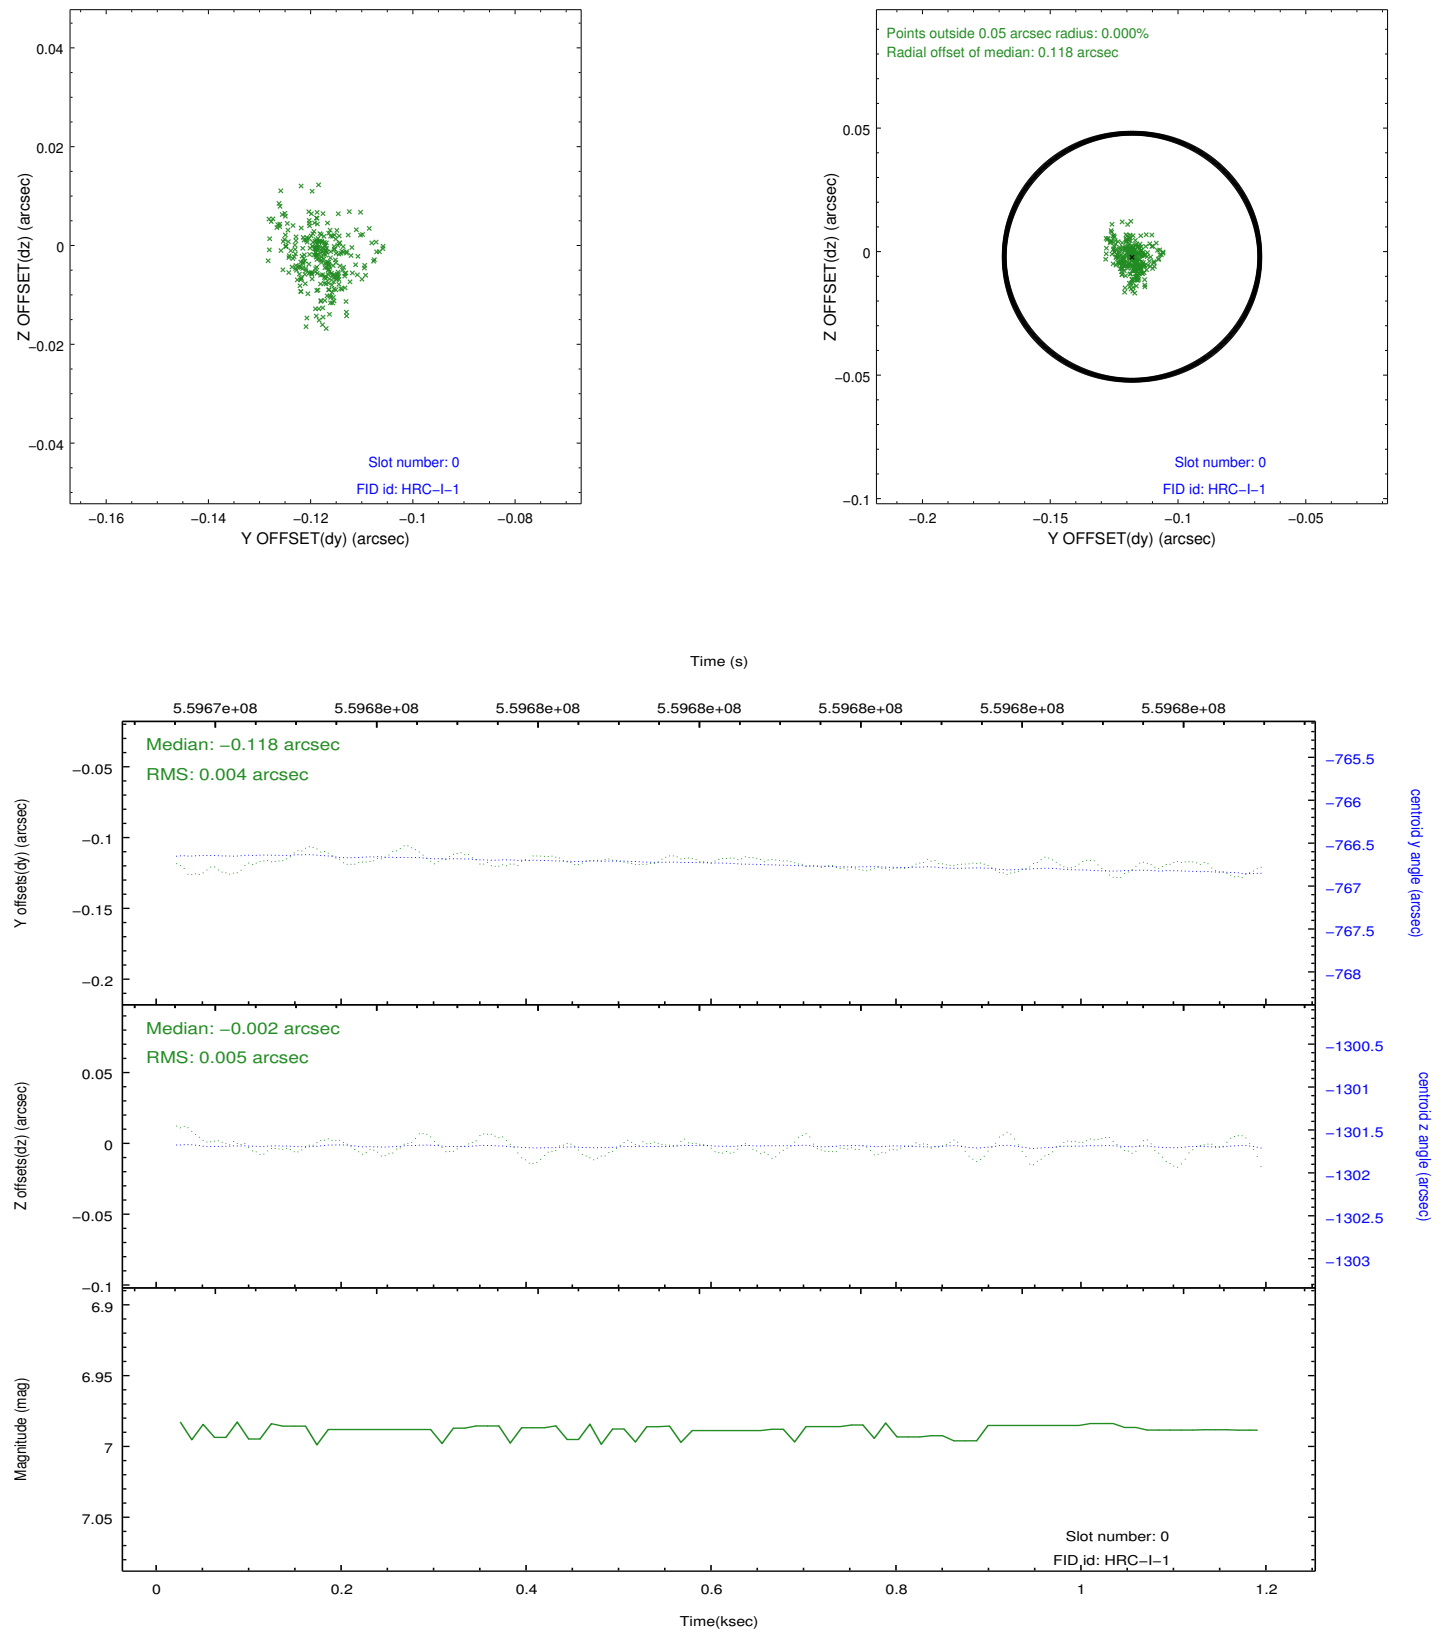 0.04
0.02
0
−0.02
−0.04
Z OFFSET(dz) (arcsec)
Slot number: 0
FID id: HRC−I−1
−0.16
−0.14
−0.12
−0.1
−0.08
Y OFFSET(dy) (arcsec)
Points outside 0.05 arcsec radius: 0.000%
Radial offset of median: 0.118 arcsec
0.05
0
−0.05
−0.1
Z OFFSET(dz) (arcsec)
Slot number: 0
FID id: HRC−I−1
−0.2
−0.15
−0.1
−0.05
Y OFFSET(dy) (arcsec)
Time (s)
5.5967e+08
5.5968e+08
5.5968e+08
5.5968e+08
5.5968e+08
5.5968e+08
5.5968e+08
Median: −0.118 arcsec
RMS: 0.004 arcsec
−0.05
−0.1
−0.15
−0.2
Y offsets(dy) (arcsec)
−765.5
−766
−766.5
−767
−767.5
−768
centroid y angle (arcsec)
Median: −0.002 arcsec
RMS: 0.005 arcsec
0.05
0
−0.05
−0.1
Z offsets(dz) (arcsec)
−1300.5
−1301
−1301.5
−1302
−1302.5
−1303
centroid z angle (arcsec)
6.9
6.95
7
7.05
Magnitude (mag)
Slot number: 0
FID id: HRC−I−1
0
0.2
0.4
0.6
0.8
1
1.2
Time(ksec)